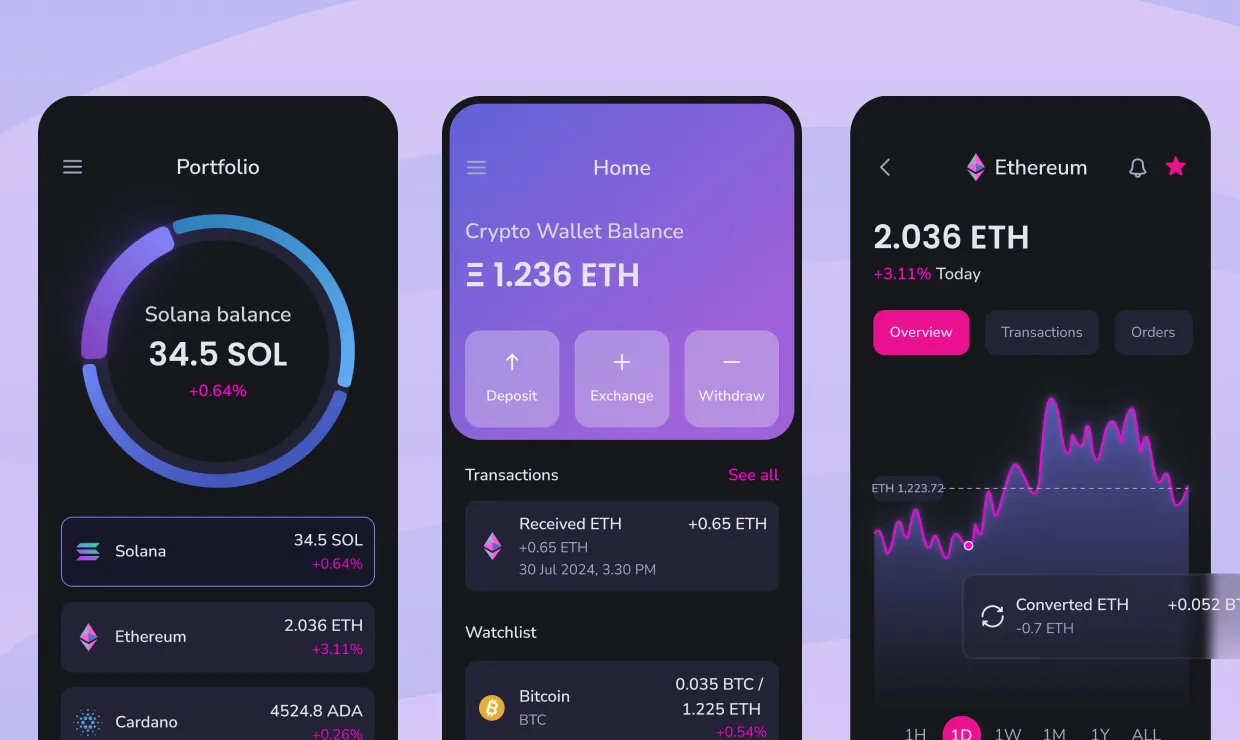 Portfolio
Solana balance
34.5 SOL
+0.64%
Solana
34.5 SOL
+0.64%
Ethereum
2.036 ETH
+3.11%
Cardano
4524.8 ADA
+0.26%
Home
Crypto Wallet Balance
Ξ 1.236 ETH
Deposit
Exchange
Withdraw
Transactions
See all
Received ETH
+0.65 ETH
+0.65 ETH
30 Jul 2024, 3.30 PM
Watchlist
Bitcoin
BTC
0.035 BTC /
1.225 ETH
+0.54%
Ethereum
2.036 ETH
+3.11% Today
Overview
Transactions
Orders
ETH 1,223.72
Converted ETH
+0.052 BT
-0.7 ETH
1H 1D 1W 1M 1Y ALL